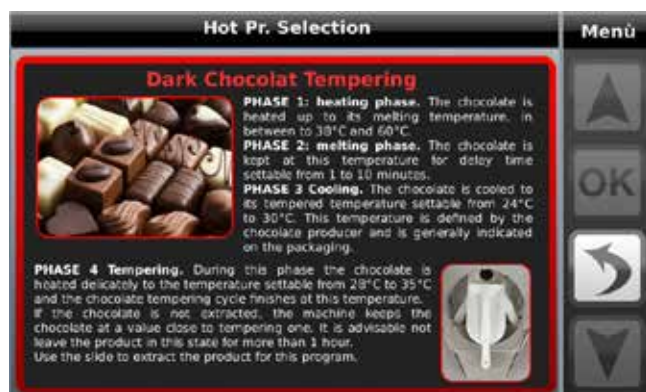 Hot Pr. Selection
Menù
Dark Chocolat Tempering
PHASE 1: heating phase. The chocolate is
heated up to its melting temperature, in
between to 38°C and 60°C.
PHASE 2: melting phase. The chocolate is
kept at this temperature for deloy time
settable from 1 to 10 minutes.
PHASE 3 Cooling. The chocolate is cooled to
its tempered temperature settable from 24°C
to 30°C. This temperature is defined by the
chocolate producer and is generally indicated
on the packaging.
PHASE 4 Tempering. During this phase the chocolate is
heated delicately to the temperature settable from 28°C to 35°C
and the chocolate tempering cycle finishes at this temperature.
If the chocolate is not extracted, the machine keeps the
chocolate at a value close to tempering one. It is advisable not
leave the product in this state for more than 1 hour.
Use the slide to extract the product for this program.
OK